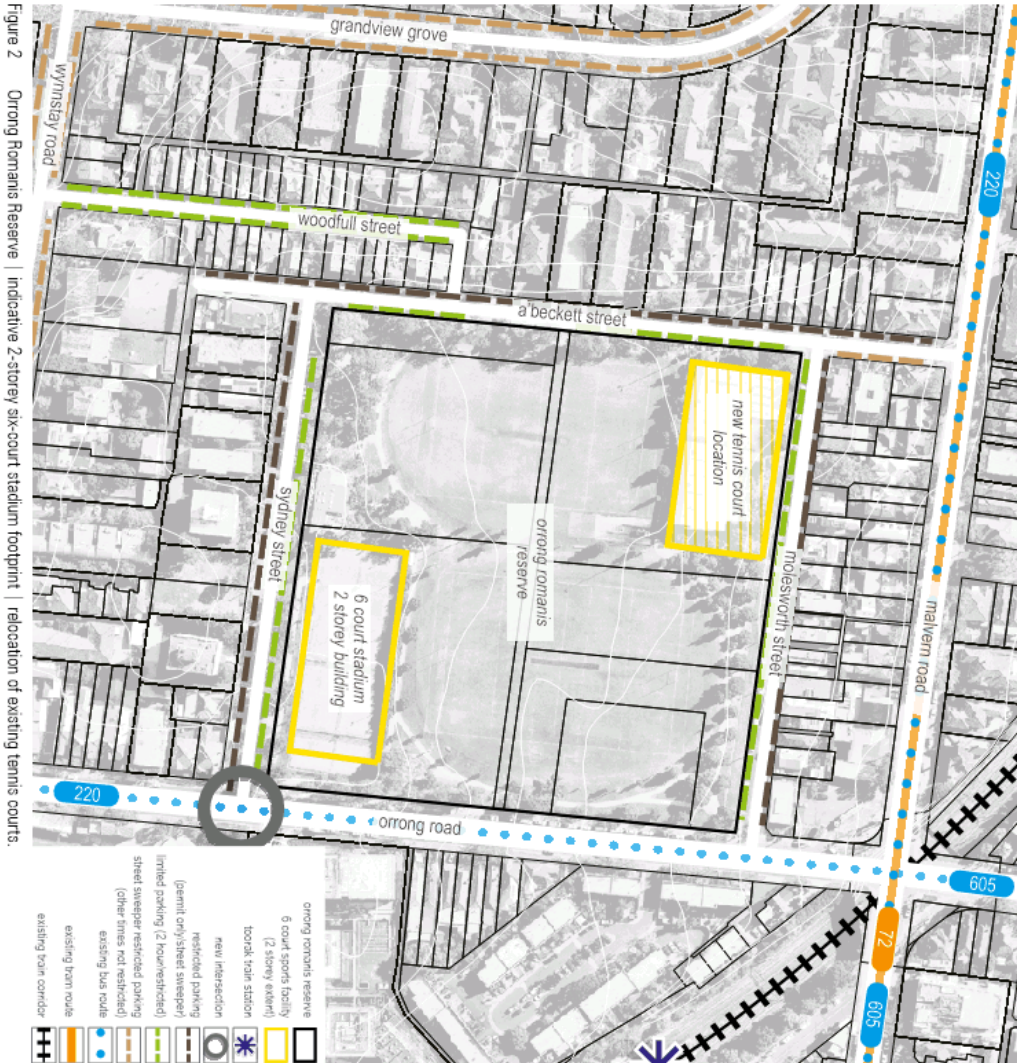 Figure 2 Orrong Romanis Reserve | indicative 2-storey six-court stadium footprint | relocation of existing tennis courts.
grandview grove
wynnstay road
220
woodfull street
a'beckett street
new tennis court
location
sydney street
orrong romanis
reserve
molesworth street
malvern road
6 court stadium
2 storey building
220
orrong road
605
72
605
orrong romanis reserve
6 court sports facility
(2 storey extent)
toorak train station
new intersection
restricted parking
(permit only/street sweeper)
limited parking (2 hour/restricted)
street sweeper restricted parking
(other times not restricted)
existing bus route
existing tram route
existing train corridor